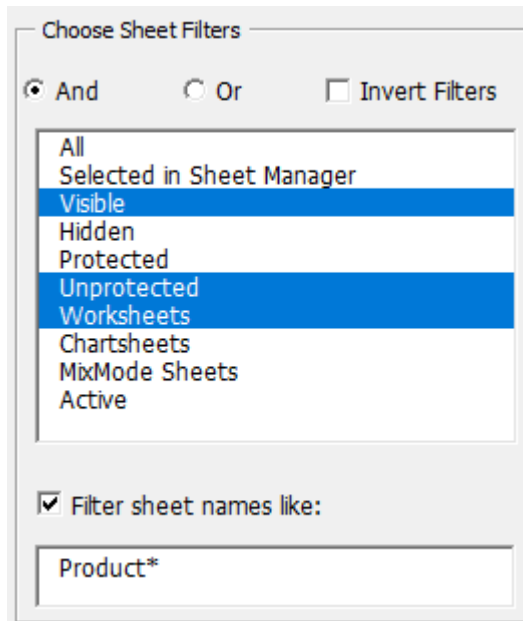 Choose Sheet Filters
And Or Invert Filters
All
Selected in Sheet Manager
Visible
Hidden
Protected
Unprotected
Worksheets
Chartsheets
MixMode Sheets
Active
Filter sheet names like:
Product*